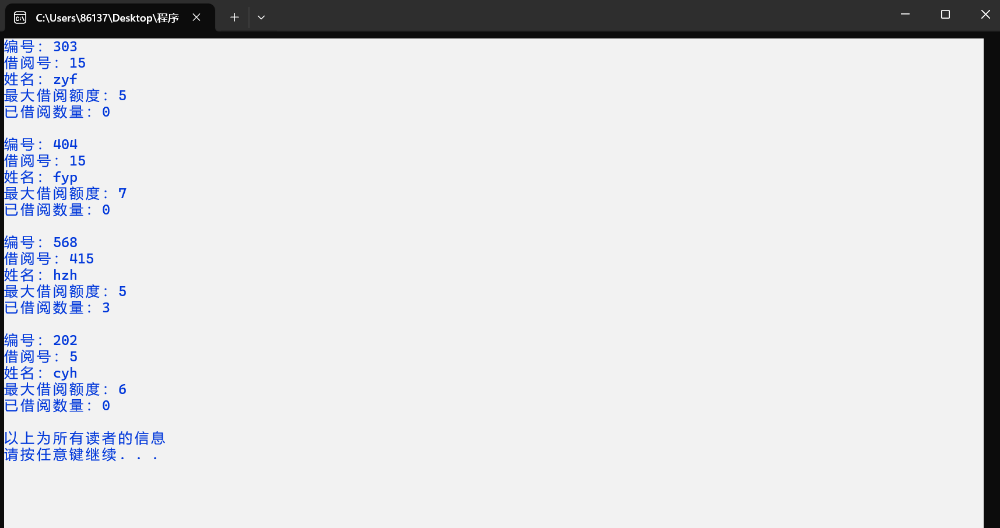 C:\Users\86137\Desktop\程序
编号：303
借阅号：15
姓名：zyf
最大借阅额度：5
已借阅数量：0
编号：404
借阅号：15
姓名：fyp
最大借阅额度：7
已借阅数量：0
编号：568
借阅号：415
姓名：hzh
最大借阅额度：5
已借阅数量：3
编号：202
借阅号：5
姓名：cyh
最大借阅额度：6
已借阅数量：0
以上为所有读者的信息
请按任意键继续. . .